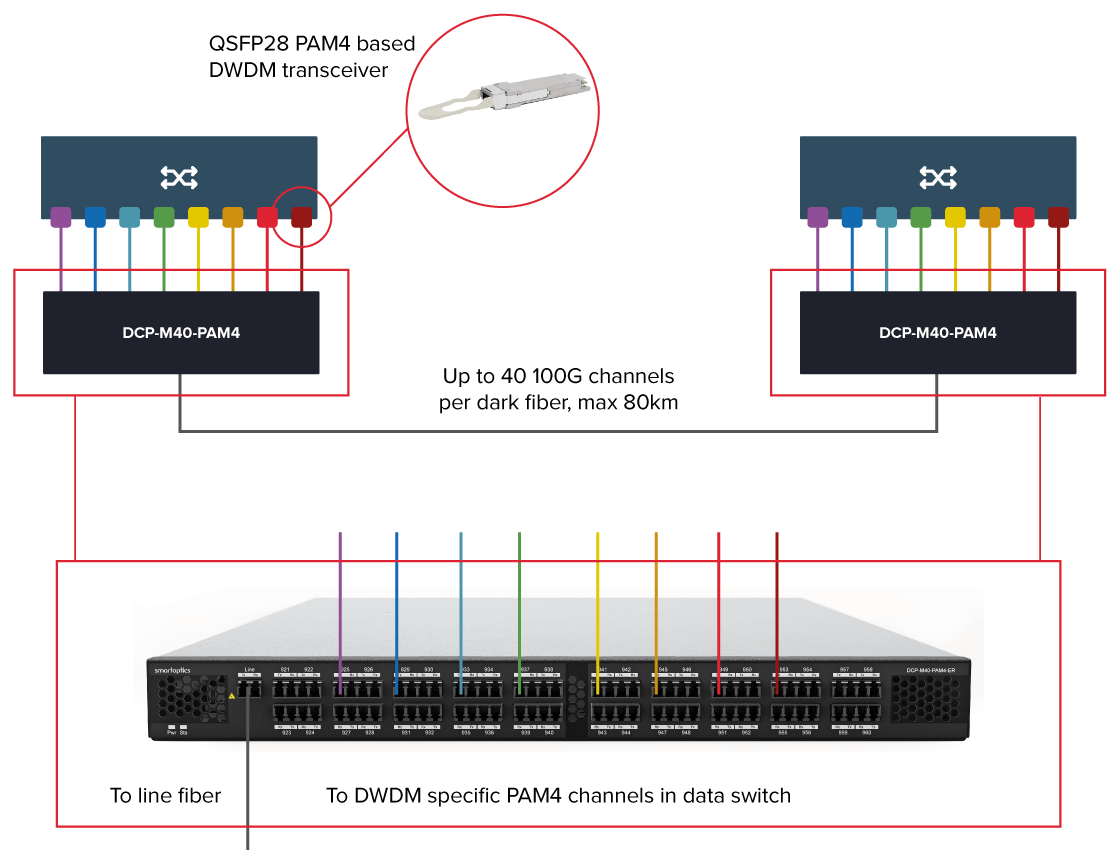 QSFP28 PAM4 based
DWDM transceiver
DCP-M40-PAM4
DCP-M40-PAM4
Up to 40 100G channels
per dark fiber, max 80km
smartoptics
Line
921 922
925 926
929 930
933 934
937 938
941 942
945 946
949 950
953 954
957 958
DCP-M40-PAM4-ER
Pwr Sts
923 924
927 928
931 932
935 936
939 940
943 944
947 948
951 952
955 956
959 960
To line fiber
To DWDM specific PAM4 channels in data switch